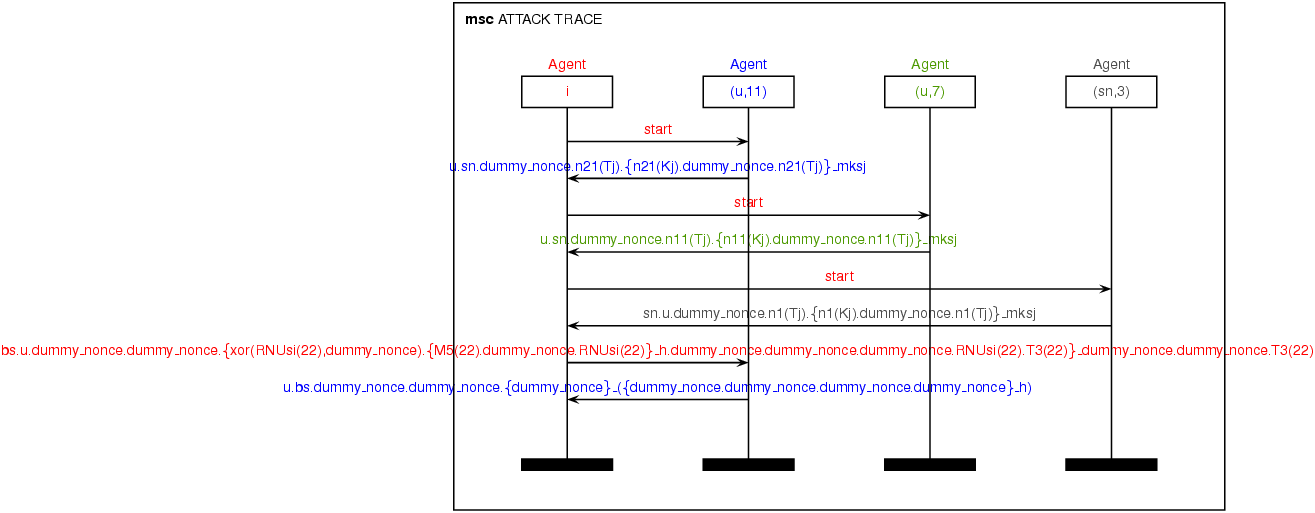 msc ATTACK TRACE
Agent Agent Agent Agent
i (u,11) (u,7) (sn,3)
start
u.sn.dummy_nonce.n21(Tj).{n21(Kj).dummy_nonce.n21(Tj)}_mksj
start
u.sn.dummy_nonce.n11(Tj).{n11(Kj).dummy_nonce.n11(Tj)}_mksj
start
sn.u.dummy_nonce.n1(Tj).{n1(Kj).dummy_nonce.n1(Tj)}_mksj
bs.u.dummy_nonce.dummy_nonce.{xor(RNUsi(22),dummy_nonce).{M5(22).dummy_nonce.RNUsi(22)}_h.dummy_nonce.dummy_nonce.dummy_nonce.RNUsi(22).T3(22)}_dummy_nonce.dummy_nonce.T3(22)
u.bs.dummy_nonce.dummy_nonce.{dummy_nonce}_({dummy_nonce.dummy_nonce.dummy_nonce.dummy_nonce}_h)